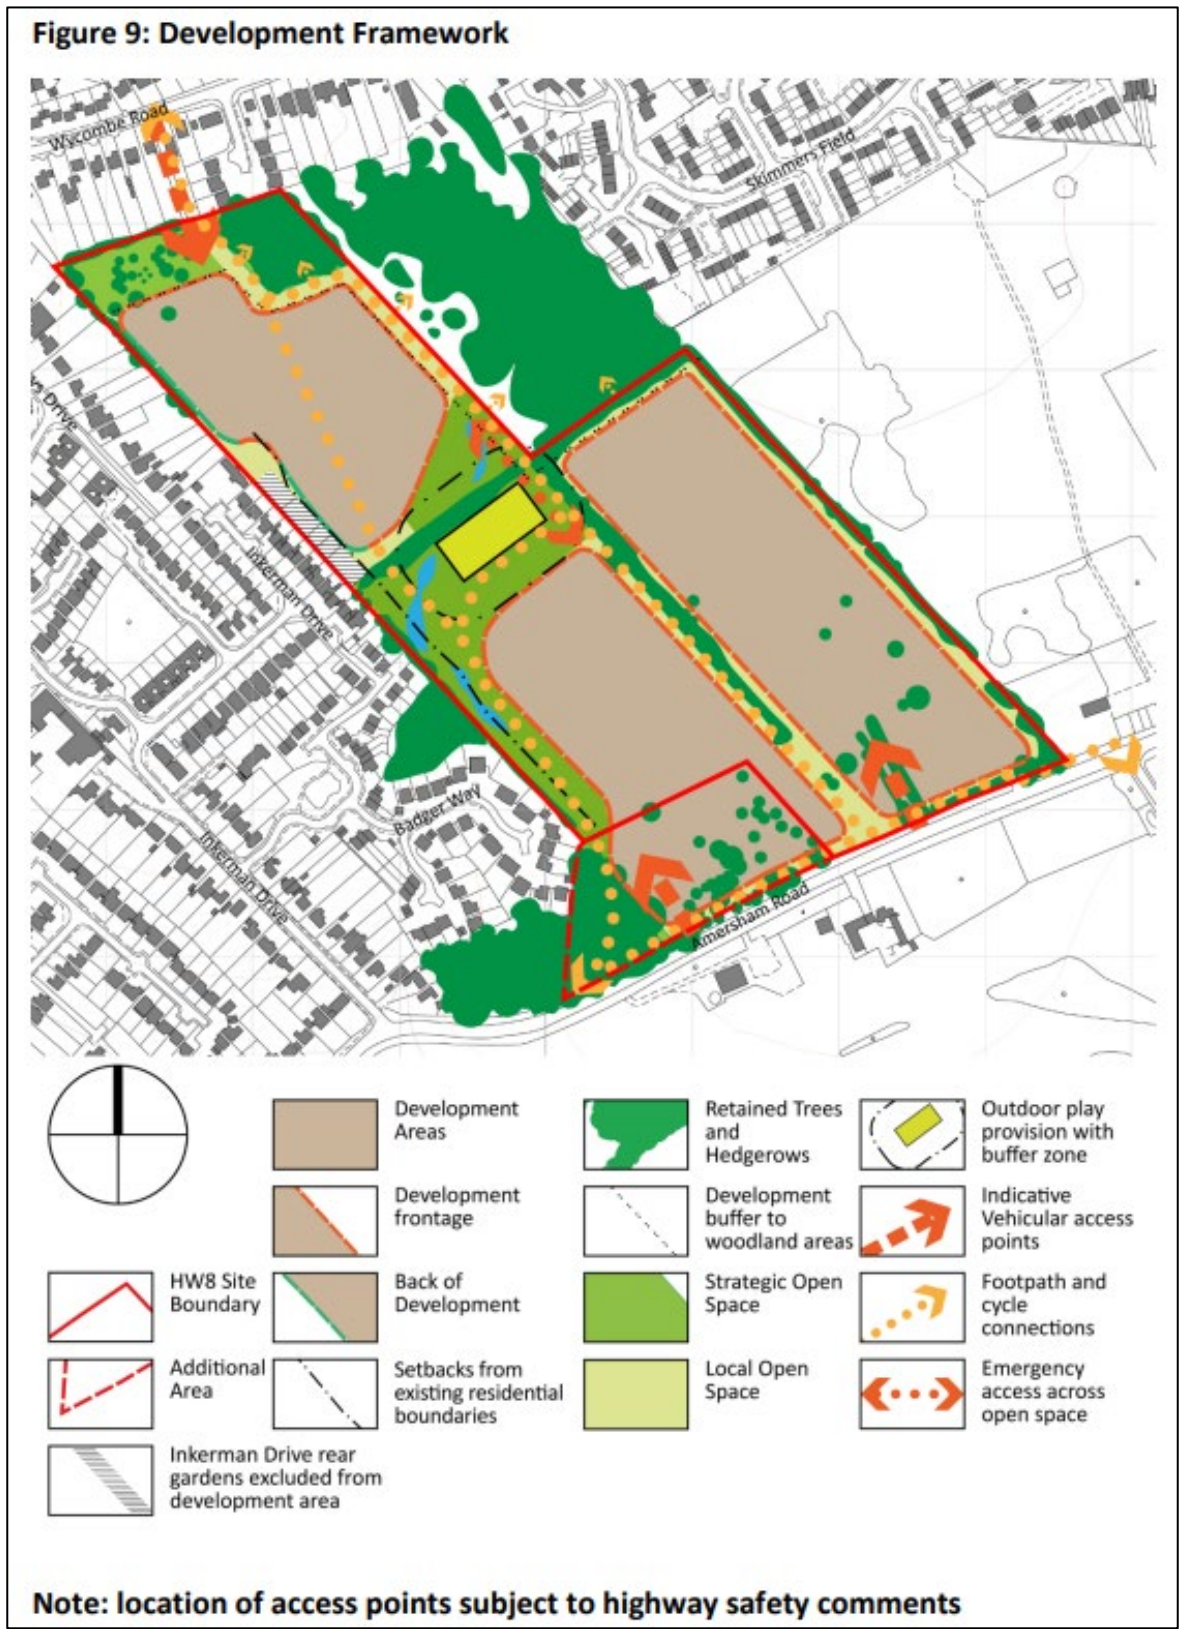 Figure 9: Development Framework
Wycombe Road
Skimmers Field
Drive
Inkerman Drive
Badger Way
Inkerman Drive
Amersham Road
Development
Areas
Retained Trees
and
Hedgerows
Outdoor play
provision with
buffer zone
Development
frontage
Development
buffer to
woodland areas
Indicative
Vehicular access
points
HW8 Site
Boundary
Back of
Development
Strategic Open
Space
Footpath and
cycle
connections
Additional
Area
Setbacks from
existing residential
boundaries
Local Open
Space
Emergency
access across
open space
Inkerman Drive rear
gardens excluded from
development area
Note: location of access points subject to highway safety comments